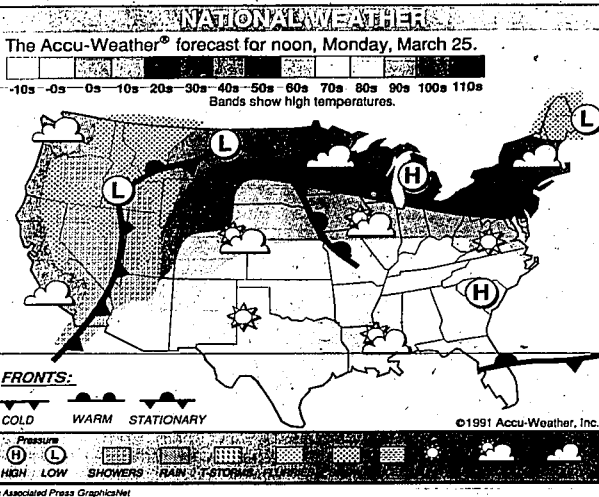 NATIONAL WEATHER
The Accu-Weather® forecast for noon, Monday, March 25.
-10s -0s 0s 10s 20s 30s 40s 50s 60s 70s 80s 90s 100s 110s
Bands show high temperatures.
L
L
L
H
H
FRONTS:
COLD WARM STATIONARY
©1991 Accu-Weather, Inc.
Pressure
H L
HIGH LOW SHOWERS RAIN T-STORMS FLURRIES
Associated Press GraphicsNet